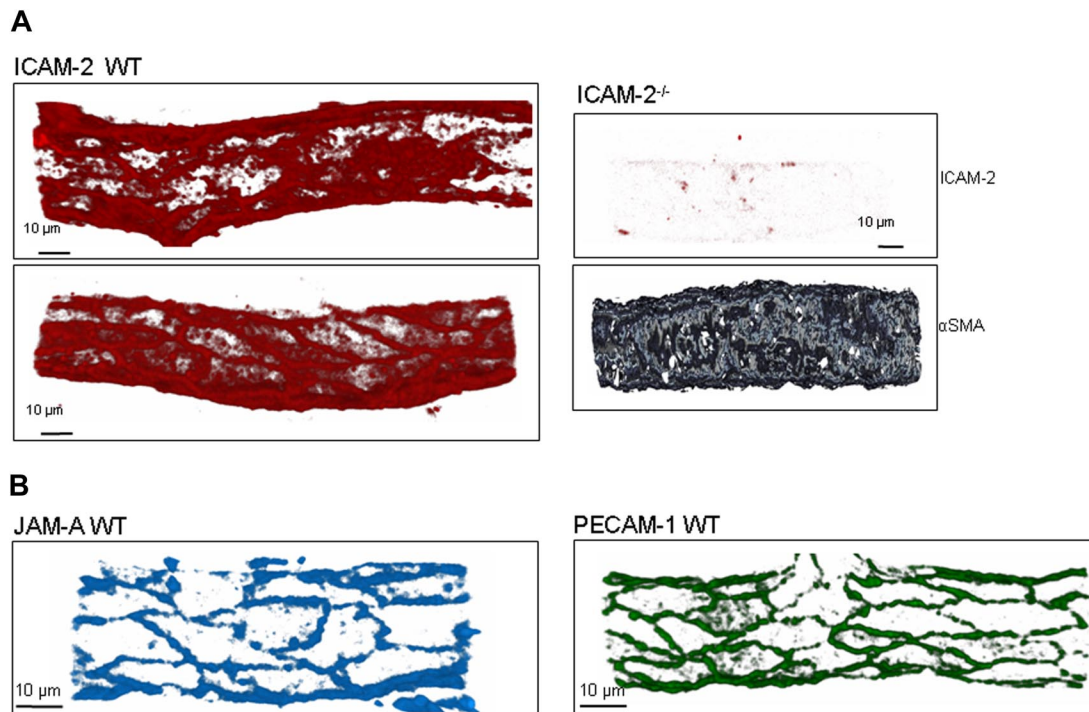 A
ICAM-2 WT
10 µm
10 µm
ICAM-2-/-
10 µm
ICAM-2
αSMA
B
JAM-A WT
10 µm
PECAM-1 WT
10 µm